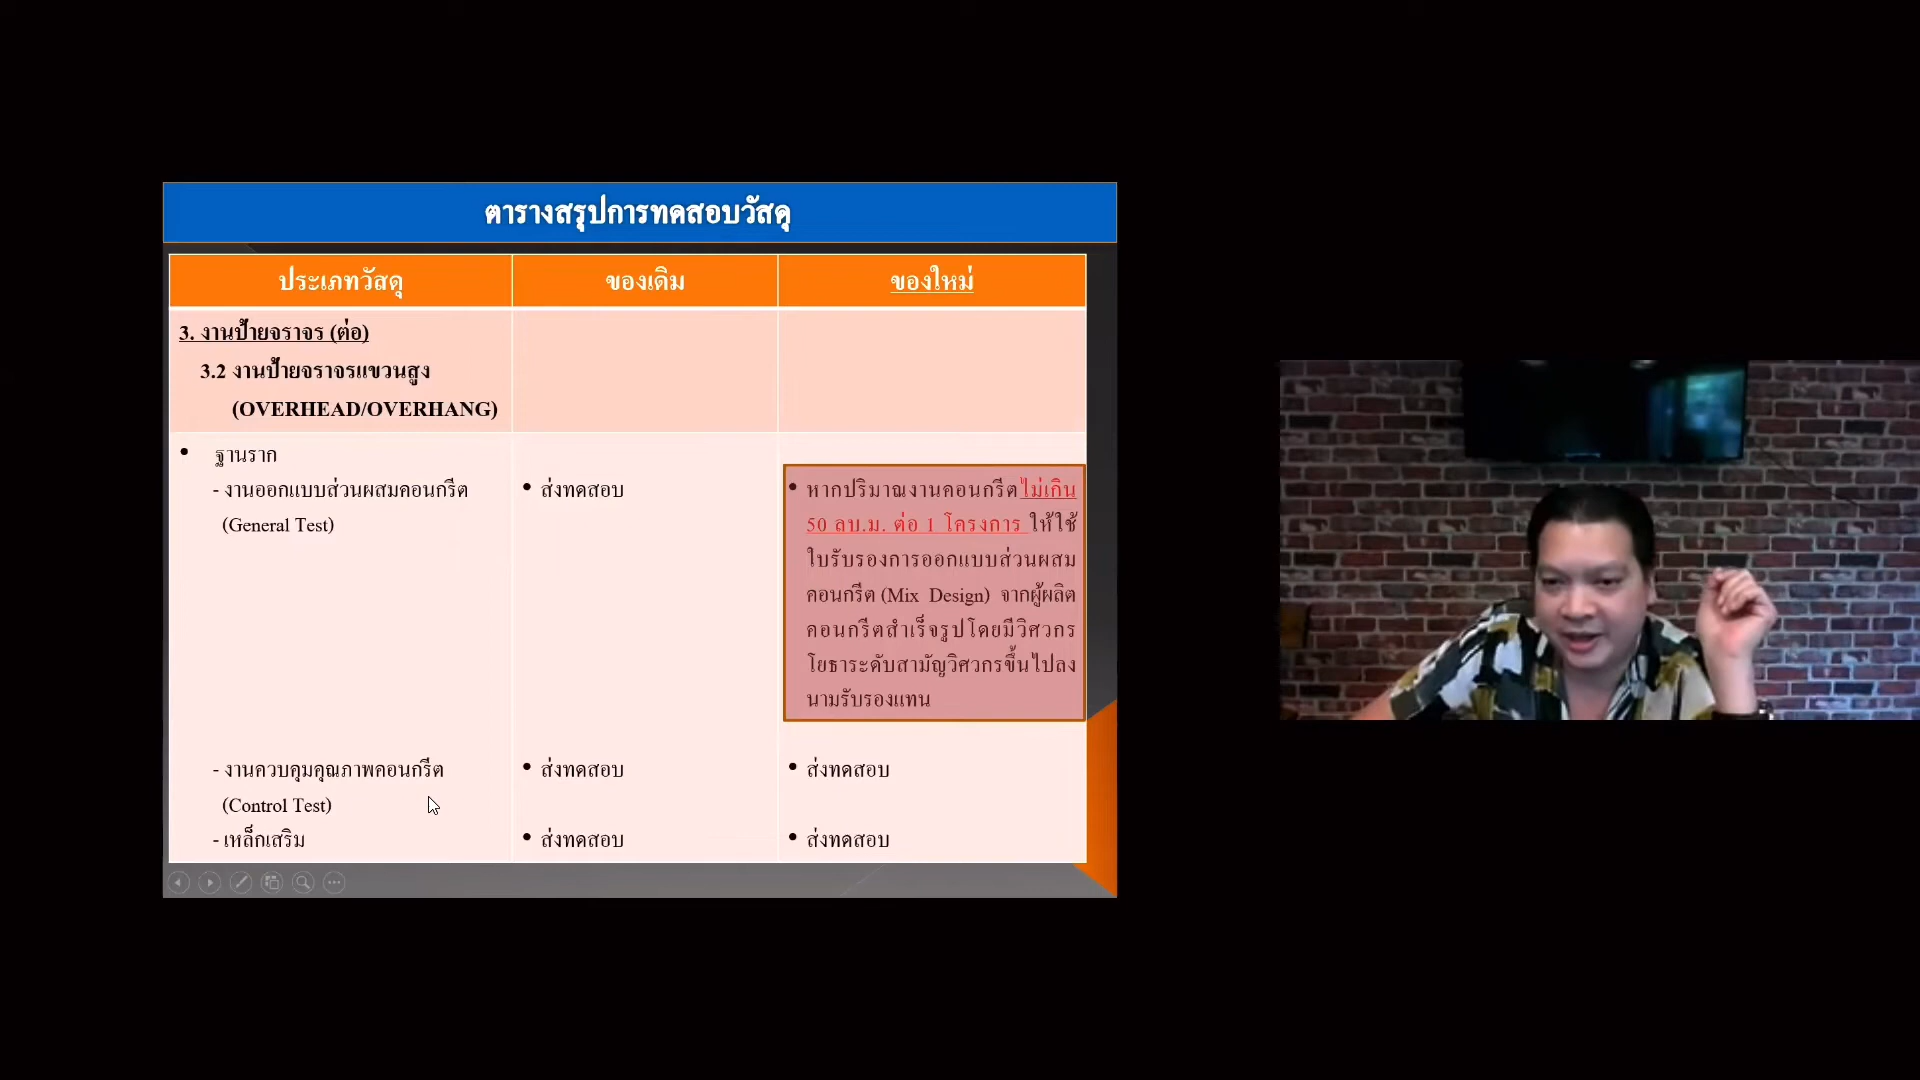 ตารางสรุปการทดสอบวัสดุ
ประเภทวัสดุ
ของเดิม
ของใหม่
3. งานป้ายจราจร (ต่อ)
3.2 งานป้ายจราจรแขวนสูง
(OVERHEAD/OVERHANG)
• ฐานราก
- งานออกแบบส่วนผสมคอนกรีต
(General Test)
• ส่งทดสอบ
• หากปริมาณงานคอนกรีตไม่เกิน
50 ลบ.ม. ต่อ 1 โครงการ ให้ใช้
ใบรับรองการออกแบบส่วนผสม
คอนกรีต (Mix Design) จากผู้ผลิต
คอนกรีตสำเร็จรูปโดยมีวิศวกร
โยธาระดับสามัญวิศวกรขึ้นไปลง
นามรับรองแทน
- งานควบคุมคุณภาพคอนกรีต
(Control Test)
• ส่งทดสอบ
• ส่งทดสอบ
- เหล็กเสริม
• ส่งทดสอบ
• ส่งทดสอบ